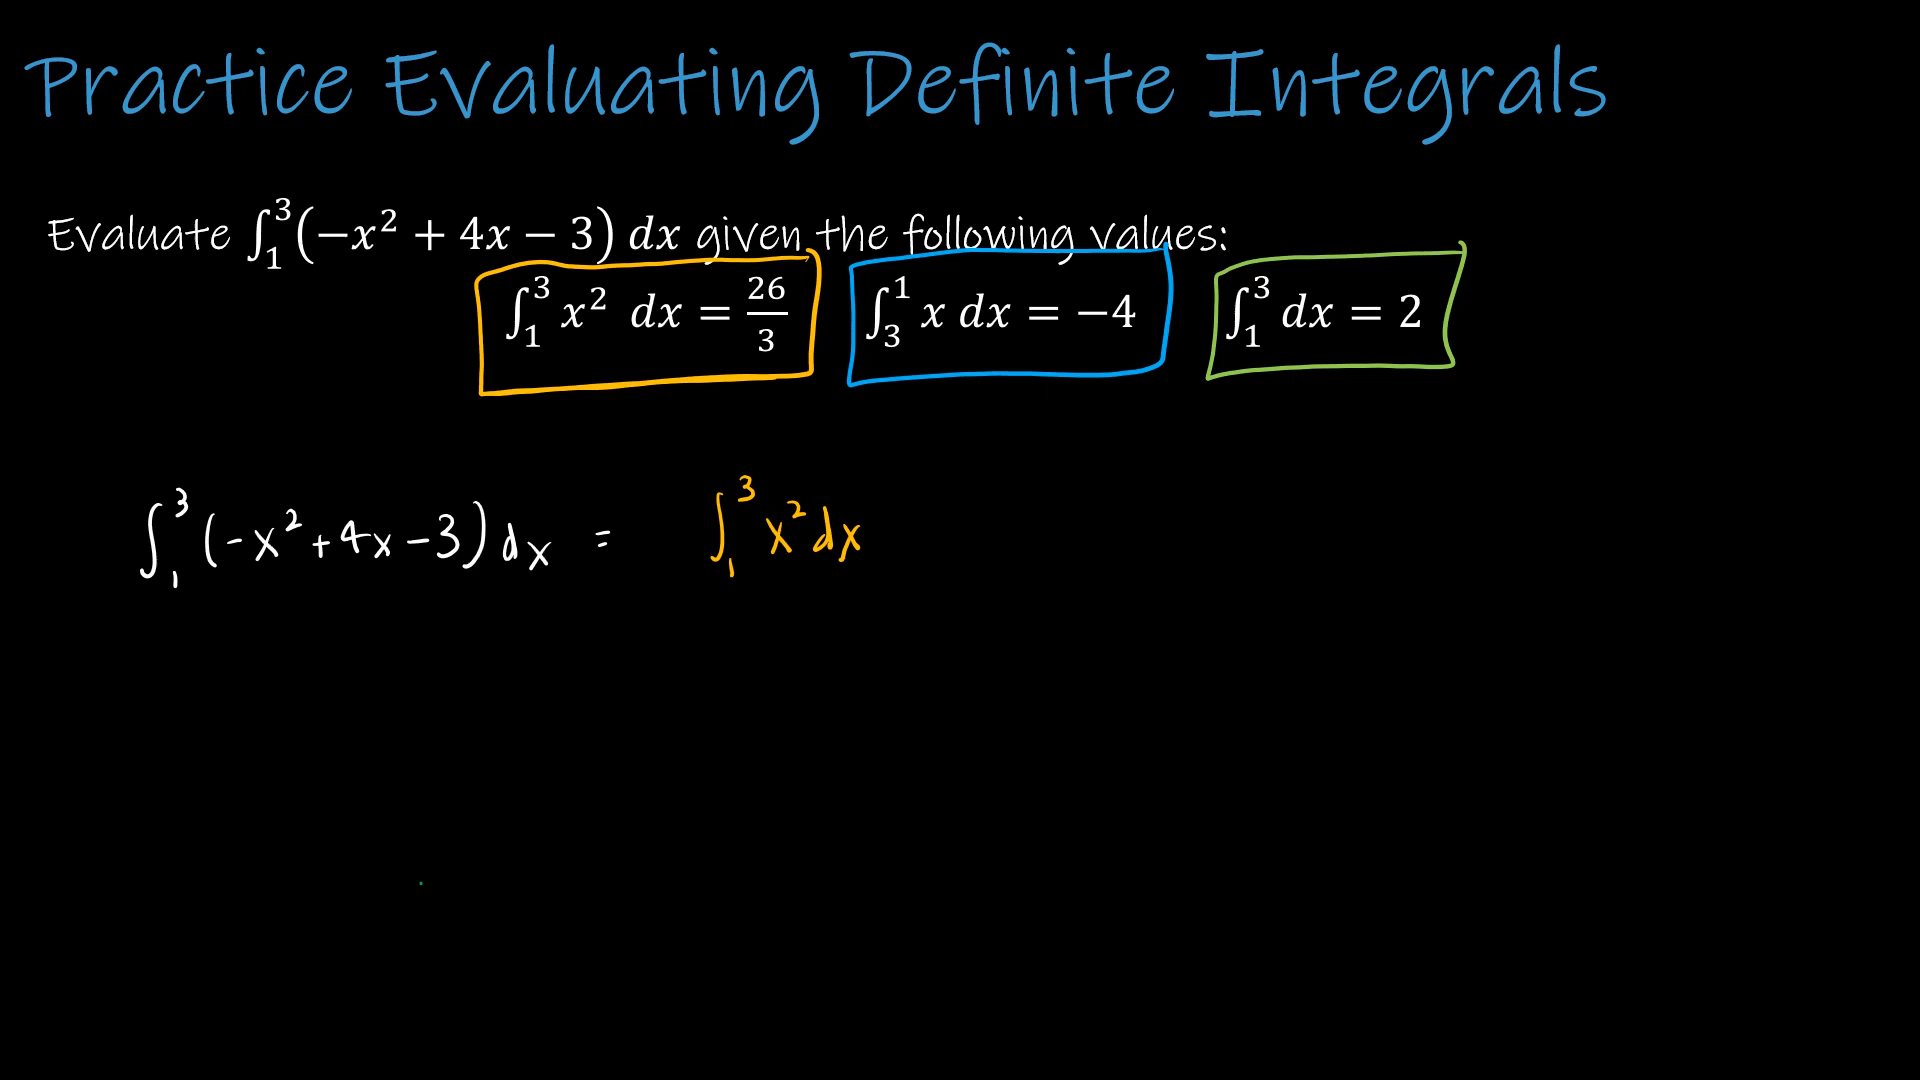 Practice Evaluating Definite Integrals
Evaluate ∫₁³(−x² + 4x − 3) dx given the following values:
∫₁³ x² dx = 26/3 ∫₃¹ x dx = −4 ∫₁³ dx = 2
∫₁³ (-x² + 4x - 3) dx = ∫₁³ x² dx